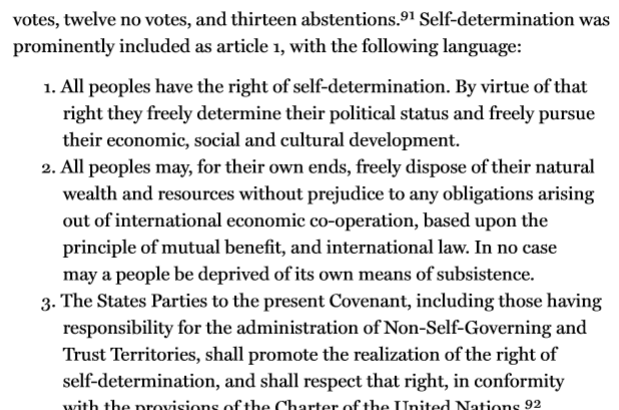 votes, twelve no votes, and thirteen abstentions.⁹¹ Self-determination was
prominently included as article 1, with the following language:
1. All peoples have the right of self-determination. By virtue of that
right they freely determine their political status and freely pursue
their economic, social and cultural development.
2. All peoples may, for their own ends, freely dispose of their natural
wealth and resources without prejudice to any obligations arising
out of international economic co-operation, based upon the
principle of mutual benefit, and international law. In no case
may a people be deprived of its own means of subsistence.
3. The States Parties to the present Covenant, including those having
responsibility for the administration of Non-Self-Governing and
Trust Territories, shall promote the realization of the right of
self-determination, and shall respect that right, in conformity
with the provisions of the Charter of the United Nations.⁹²